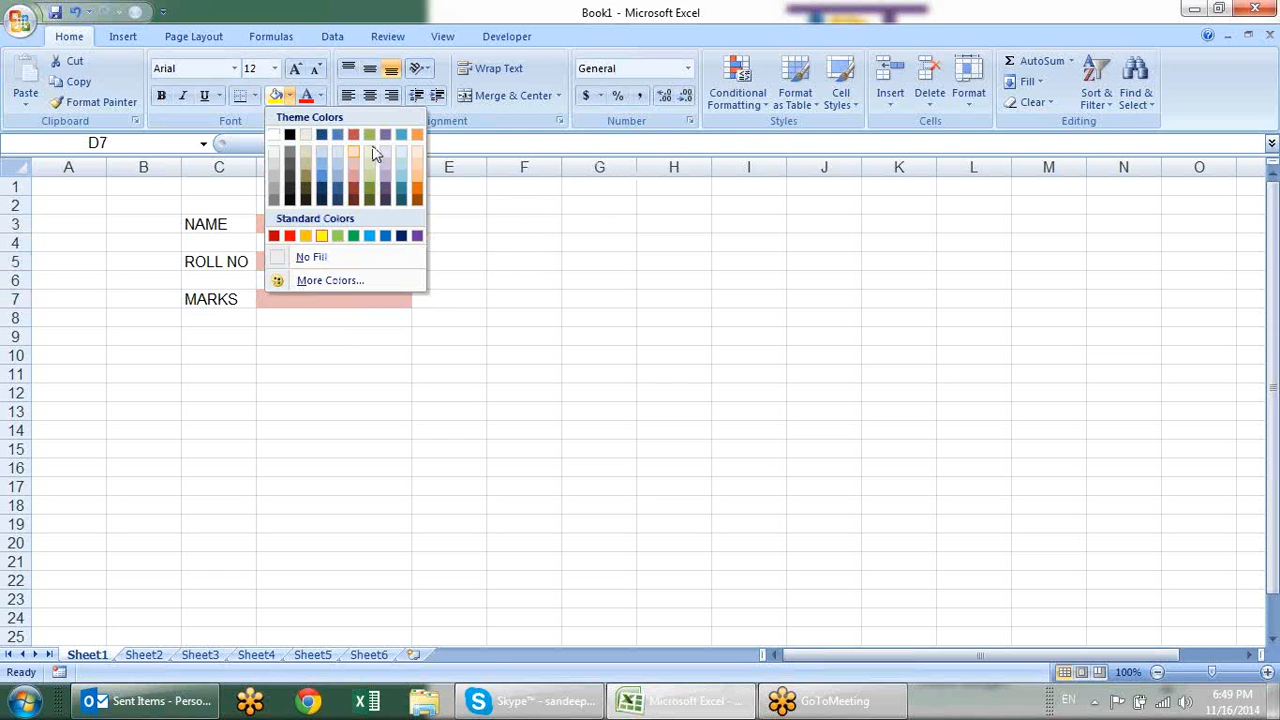 Book1 - Microsoft Excel
Home Insert Page Layout Formulas Data Review View Developer
Paste
Cut
Copy
Format Painter
Clipboard
Arial 12
B I U
Font
Wrap Text
Merge & Center
lignment
General
$ % ,
Number
Conditional Formatting
Format as Table
Cell Styles
Styles
Insert Delete Format
Cells
AutoSum
Fill
Clear
Sort & Filter
Find & Select
Editing
D7
Theme Colors
Standard Colors
No Fill
More Colors...
A B C E F G H I J K L M N O
1
2
3 NAME
4
5 ROLL NO
6
7 MARKS
8
9
10
11
12
13
14
15
16
17
18
19
20
21
22
23
24
25
Sheet1 Sheet2 Sheet3 Sheet4 Sheet5 Sheet6
Ready 100%
Sent Items - Perso... Skype™ - sandeep... Microsoft Excel - ... GoToMeeting EN 6:49 PM
11/16/2014